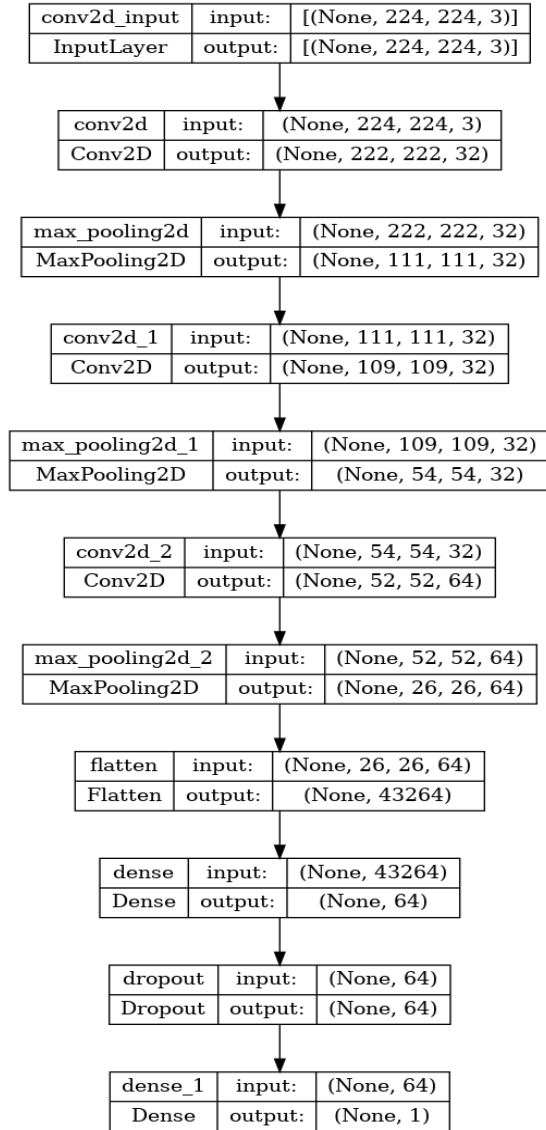 conv2d_input input: [(None, 224, 224, 3)]
InputLayer output: [(None, 224, 224, 3)]
conv2d input: (None, 224, 224, 3)
Conv2D output: (None, 222, 222, 32)
max_pooling2d input: (None, 222, 222, 32)
MaxPooling2D output: (None, 111, 111, 32)
conv2d_1 input: (None, 111, 111, 32)
Conv2D output: (None, 109, 109, 32)
max_pooling2d_1 input: (None, 109, 109, 32)
MaxPooling2D output: (None, 54, 54, 32)
conv2d_2 input: (None, 54, 54, 32)
Conv2D output: (None, 52, 52, 64)
max_pooling2d_2 input: (None, 52, 52, 64)
MaxPooling2D output: (None, 26, 26, 64)
flatten input: (None, 26, 26, 64)
Flatten output: (None, 43264)
dense input: (None, 43264)
Dense output: (None, 64)
dropout input: (None, 64)
Dropout output: (None, 64)
dense_1 input: (None, 64)
Dense output: (None, 1)